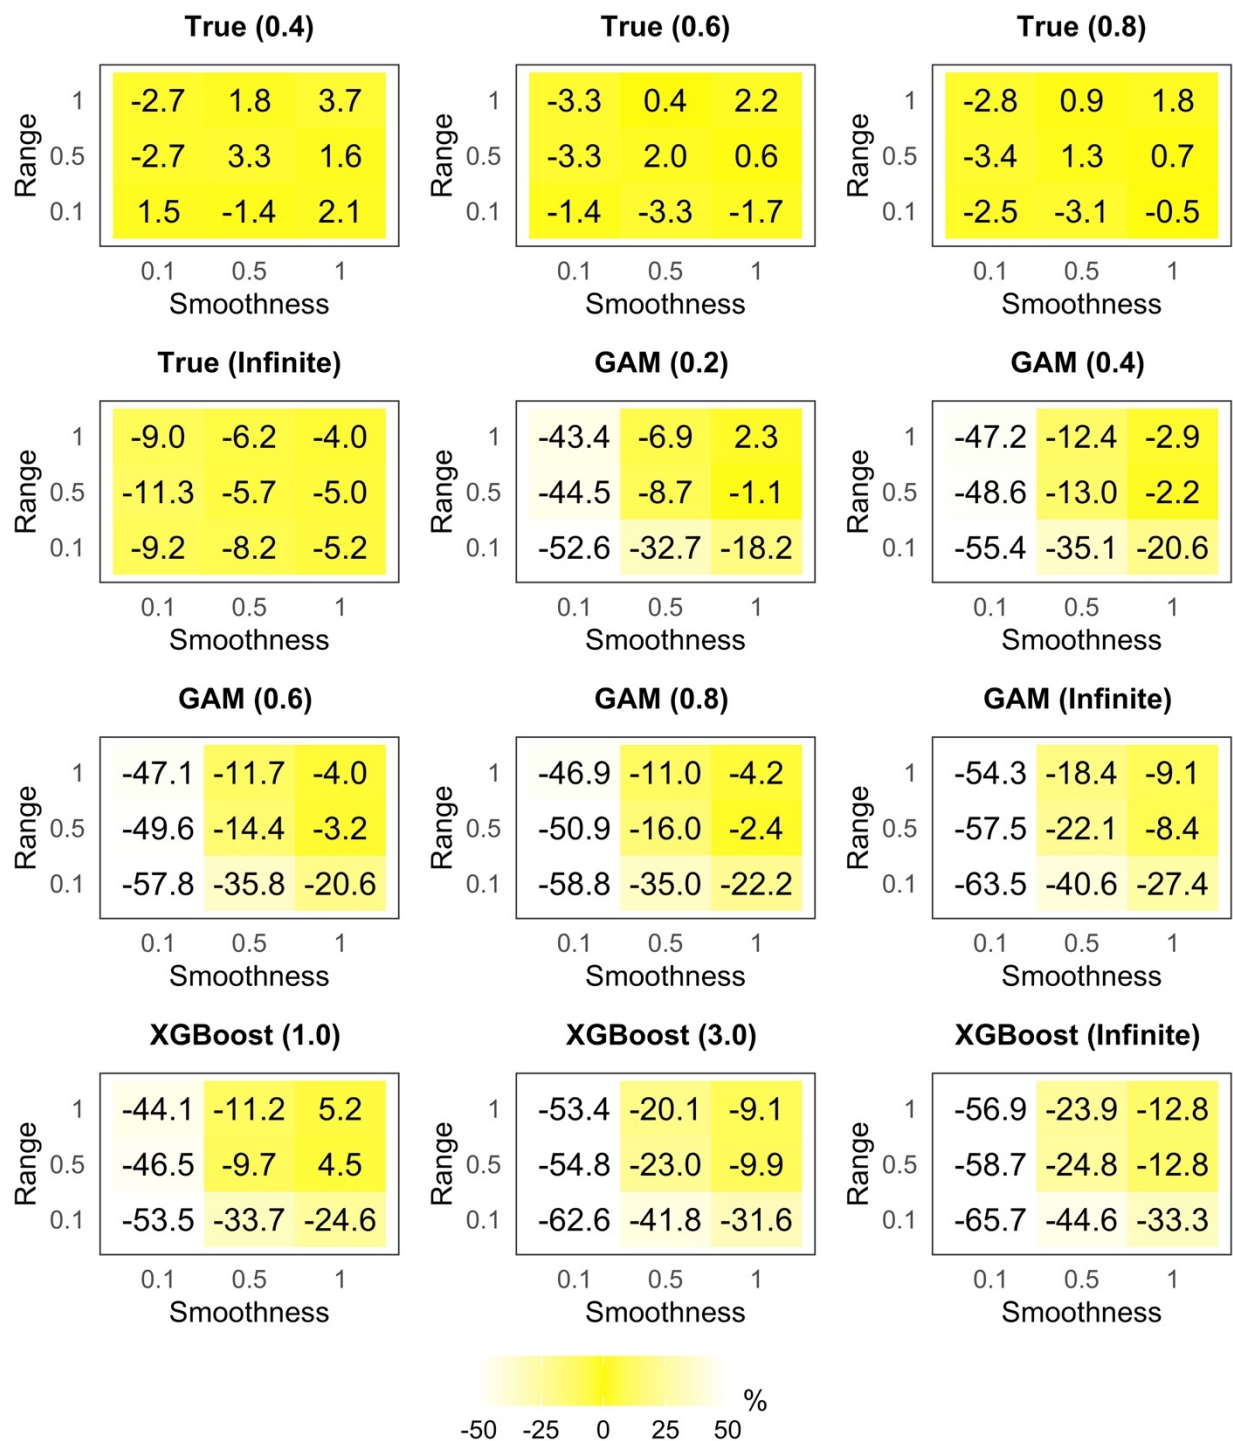 True (0.4) True (0.6) True (0.8)
1 -2.7 1.8 3.7 1 -3.3 0.4 2.2 1 -2.8 0.9 1.8
Range 0.5 -2.7 3.3 1.6 Range 0.5 -3.3 2.0 0.6 Range 0.5 -3.4 1.3 0.7
0.1 1.5 -1.4 2.1 0.1 -1.4 -3.3 -1.7 0.1 -2.5 -3.1 -0.5
0.1 0.5 1 0.1 0.5 1 0.1 0.5 1
Smoothness Smoothness Smoothness
True (Infinite) GAM (0.2) GAM (0.4)
1 -9.0 -6.2 -4.0 1 -43.4 -6.9 2.3 1 -47.2 -12.4 -2.9
Range 0.5 -11.3 -5.7 -5.0 Range 0.5 -44.5 -8.7 -1.1 Range 0.5 -48.6 -13.0 -2.2
0.1 -9.2 -8.2 -5.2 0.1 -52.6 -32.7 -18.2 0.1 -55.4 -35.1 -20.6
0.1 0.5 1 0.1 0.5 1 0.1 0.5 1
Smoothness Smoothness Smoothness
GAM (0.6) GAM (0.8) GAM (Infinite)
1 -47.1 -11.7 -4.0 1 -46.9 -11.0 -4.2 1 -54.3 -18.4 -9.1
Range 0.5 -49.6 -14.4 -3.2 Range 0.5 -50.9 -16.0 -2.4 Range 0.5 -57.5 -22.1 -8.4
0.1 -57.8 -35.8 -20.6 0.1 -58.8 -35.0 -22.2 0.1 -63.5 -40.6 -27.4
0.1 0.5 1 0.1 0.5 1 0.1 0.5 1
Smoothness Smoothness Smoothness
XGBoost (1.0) XGBoost (3.0) XGBoost (Infinite)
1 -44.1 -11.2 5.2 1 -53.4 -20.1 -9.1 1 -56.9 -23.9 -12.8
Range 0.5 -46.5 -9.7 4.5 Range 0.5 -54.8 -23.0 -9.9 Range 0.5 -58.7 -24.8 -12.8
0.1 -53.5 -33.7 -24.6 0.1 -62.6 -41.8 -31.6 0.1 -65.7 -44.6 -33.3
0.1 0.5 1 0.1 0.5 1 0.1 0.5 1
Smoothness Smoothness Smoothness
%
-50 -25 0 25 50